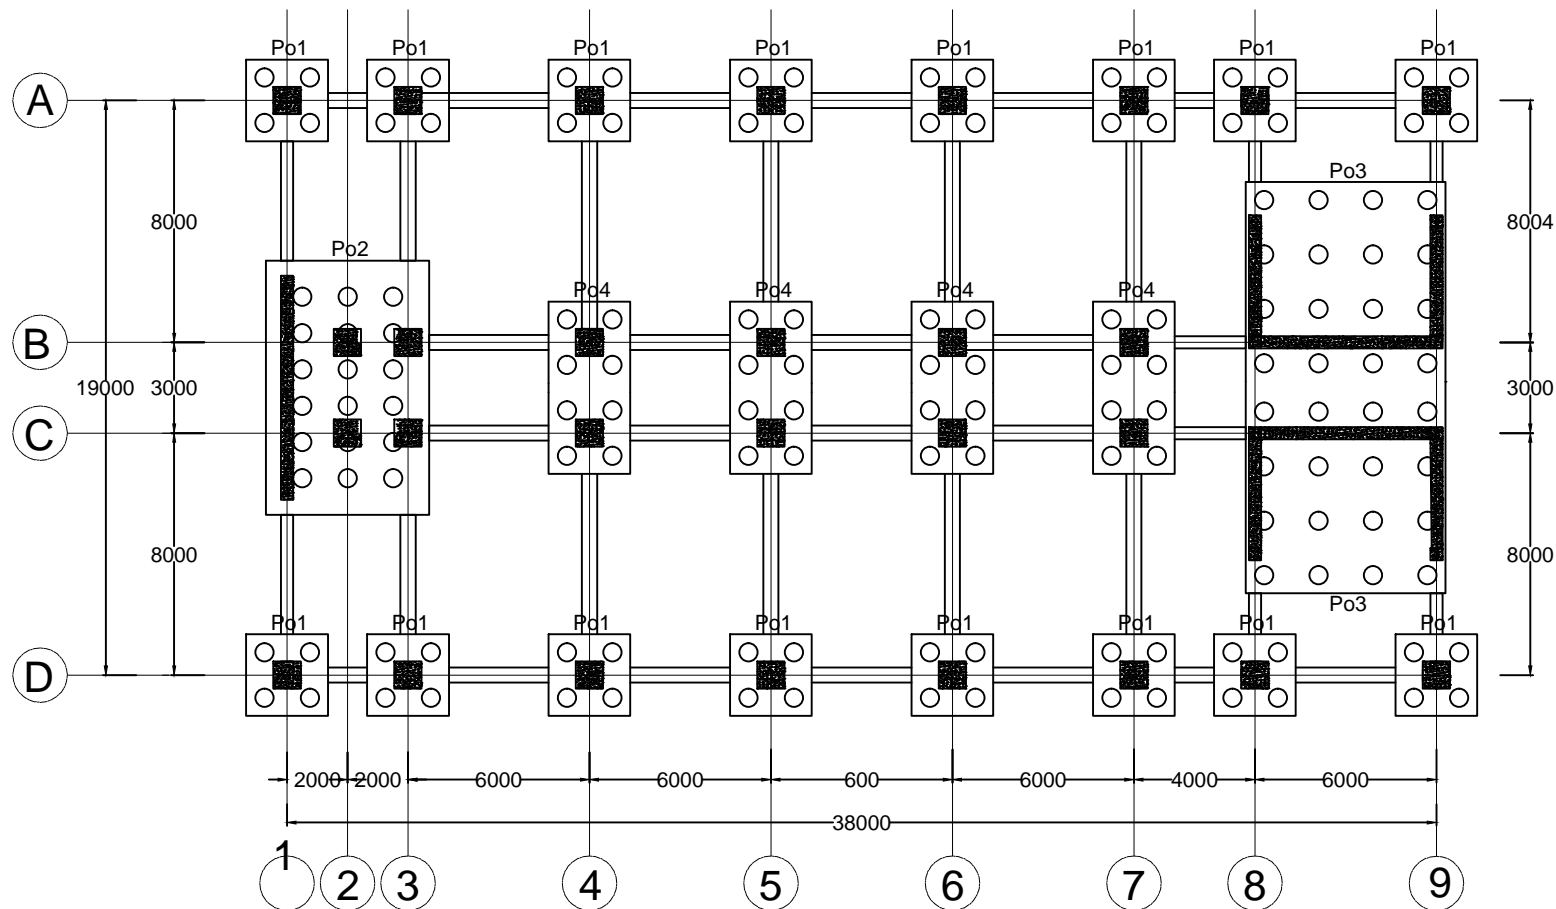 Po1 Po1 Po1 Po1 Po1 Po1 Po1 Po1
A
Po3
8000 8004
Po2
Po4 Po4 Po4 Po4
B
19000 3000 3000
C
8000 8000
Po3
Po1 Po1 Po1 Po1 Po1 Po1 Po1 Po1
D
2000 2000 6000 6000 600 6000 4000 6000
38000
1 2 3 4 5 6 7 8 9